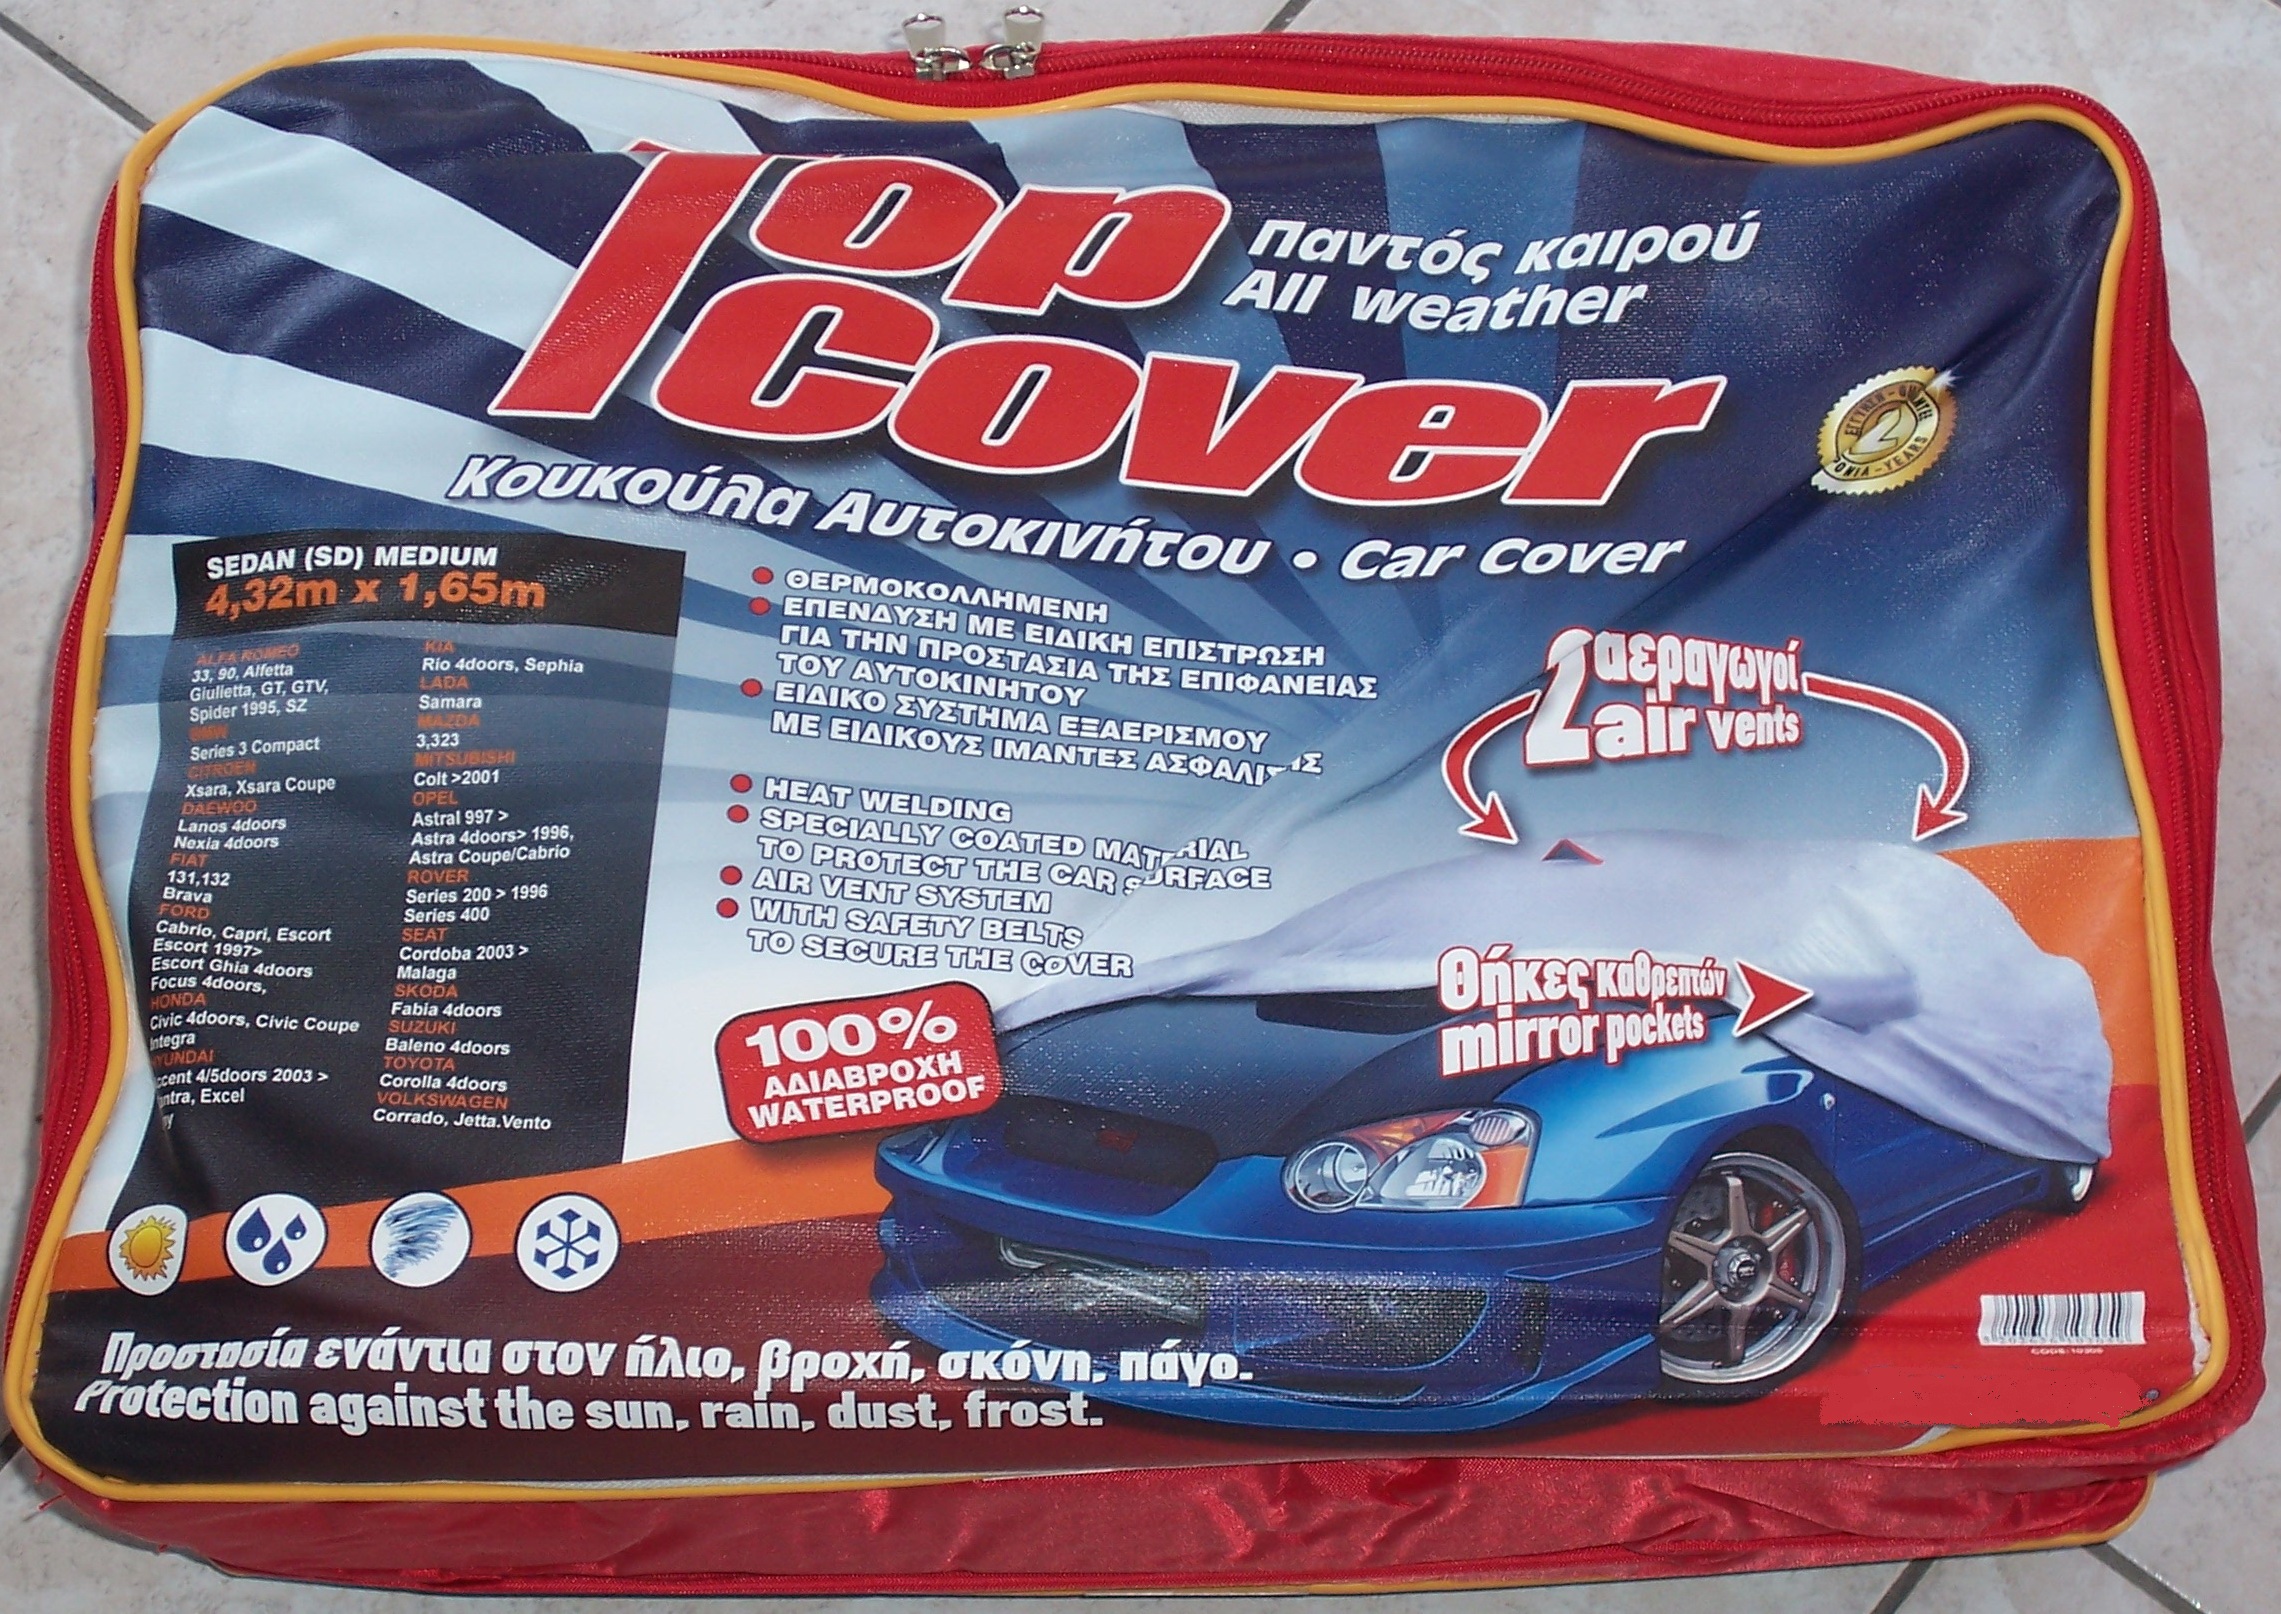 Top
Cover
Παντός καιρού
All weather
Κουκούλα Αυτοκινήτου • Car Cover
ΕΓΓΥΗΣΗ
2
YEARS
SEDAN (SD) MEDIUM
4,32m x 1,65m
ALFA ROMEO
33, 90, Alfetta
Giulietta, GT, GTV,
Spider 1995, SZ
BMW
Series 3 Compact
CITROEN
Xsara, Xsara Coupe
DAEWOO
Lanos 4doors
Nexia 4doors
FIAT
131,132
Brava
FORD
Cabrio, Capri, Escort
Escort 1997>
Escort Ghia 4doors
Focus 4doors,
HONDA
Civic 4doors, Civic Coupe
Integra
YUNDAI
ccent 4/5doors 2003 >
antra, Excel
KIA
Rio 4doors, Sephia
LADA
Samara
MAZDA
3,323
MITSUBISHI
Colt >2001
OPEL
Astral 997 >
Astra 4doors> 1996,
Astra Coupe/Cabrio
ROVER
Series 200 > 1996
Series 400
SEAT
Cordoba 2003 >
Malaga
SKODA
Fabia 4doors
SUZUKI
Baleno 4doors
TOYOTA
Corolla 4doors
VOLKSWAGEN
Corrado, Jetta.Vento
• ΘΕΡΜΟΚΟΛΛΗΜΕΝΗ
• ΕΠΕΝΔΥΣΗ ΜΕ ΕΙΔΙΚΗ ΕΠΙΣΤΡΩΣΗ
ΓΙΑ ΤΗΝ ΠΡΟΣΤΑΣΙΑ ΤΗΣ ΕΠΙΦΑΝΕΙΑΣ
ΤΟΥ ΑΥΤΟΚΙΝΗΤΟΥ
• ΕΙΔΙΚΟ ΣΥΣΤΗΜΑ ΕΞΑΕΡΙΣΜΟΥ
ΜΕ ΕΙΔΙΚΟΥΣ ΙΜΑΝΤΕΣ ΑΣΦΑΛΙΣΗΣ
• HEAT WELDING
• SPECIALLY COATED MATERIAL
TO PROTECT THE CAR SURFACE
• AIR VENT SYSTEM
• WITH SAFETY BELTS
TO SECURE THE COVER
2 αεραγωγοί
air vents
Θήκες καθρεπτών
mirror pockets
100%
ΑΔΙΑΒΡΟΧΗ
WATERPROOF
Προστασία ενάντια στον ήλιο, βροχή, σκόνη, πάγο.
Protection against the sun, rain, dust, frost.